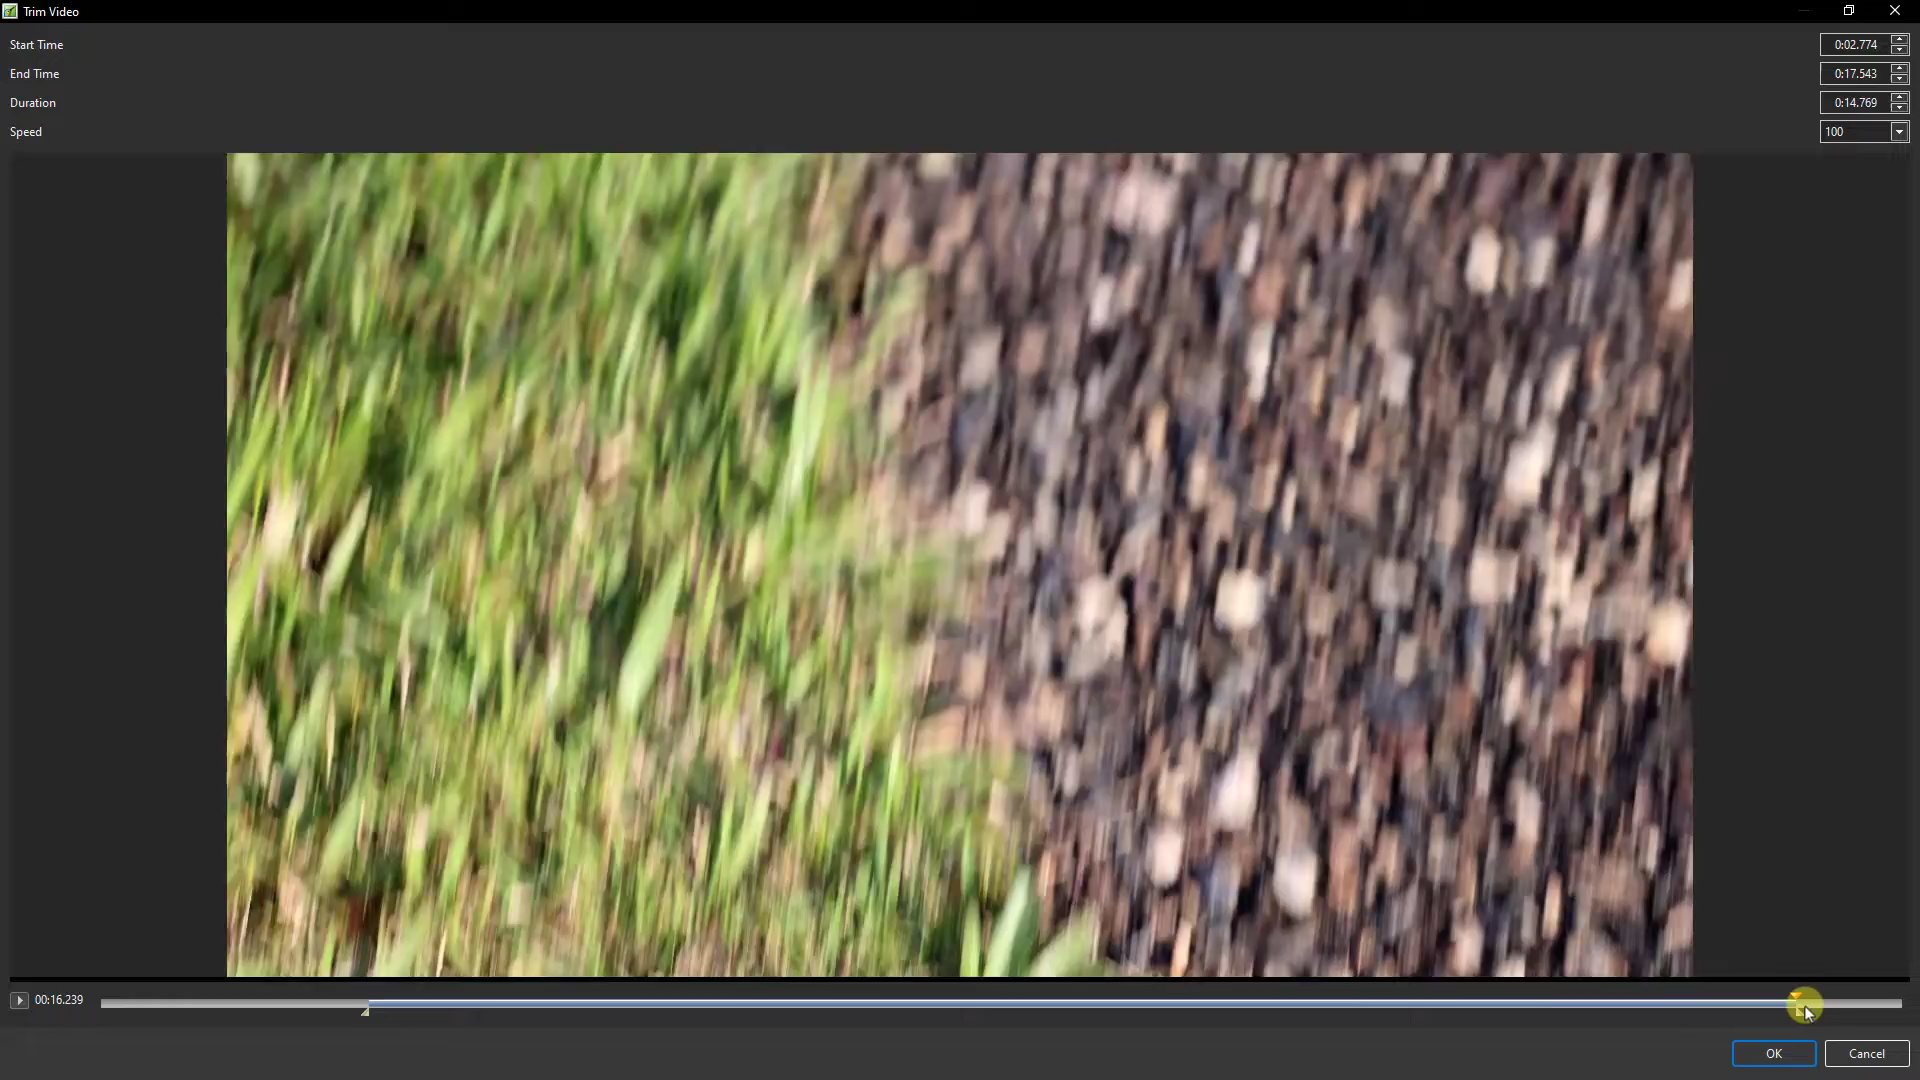 Trim Video
Start Time
0:02.774
End Time
0:17.543
Duration
0:14.769
Speed
100
00:16.239
OK
Cancel